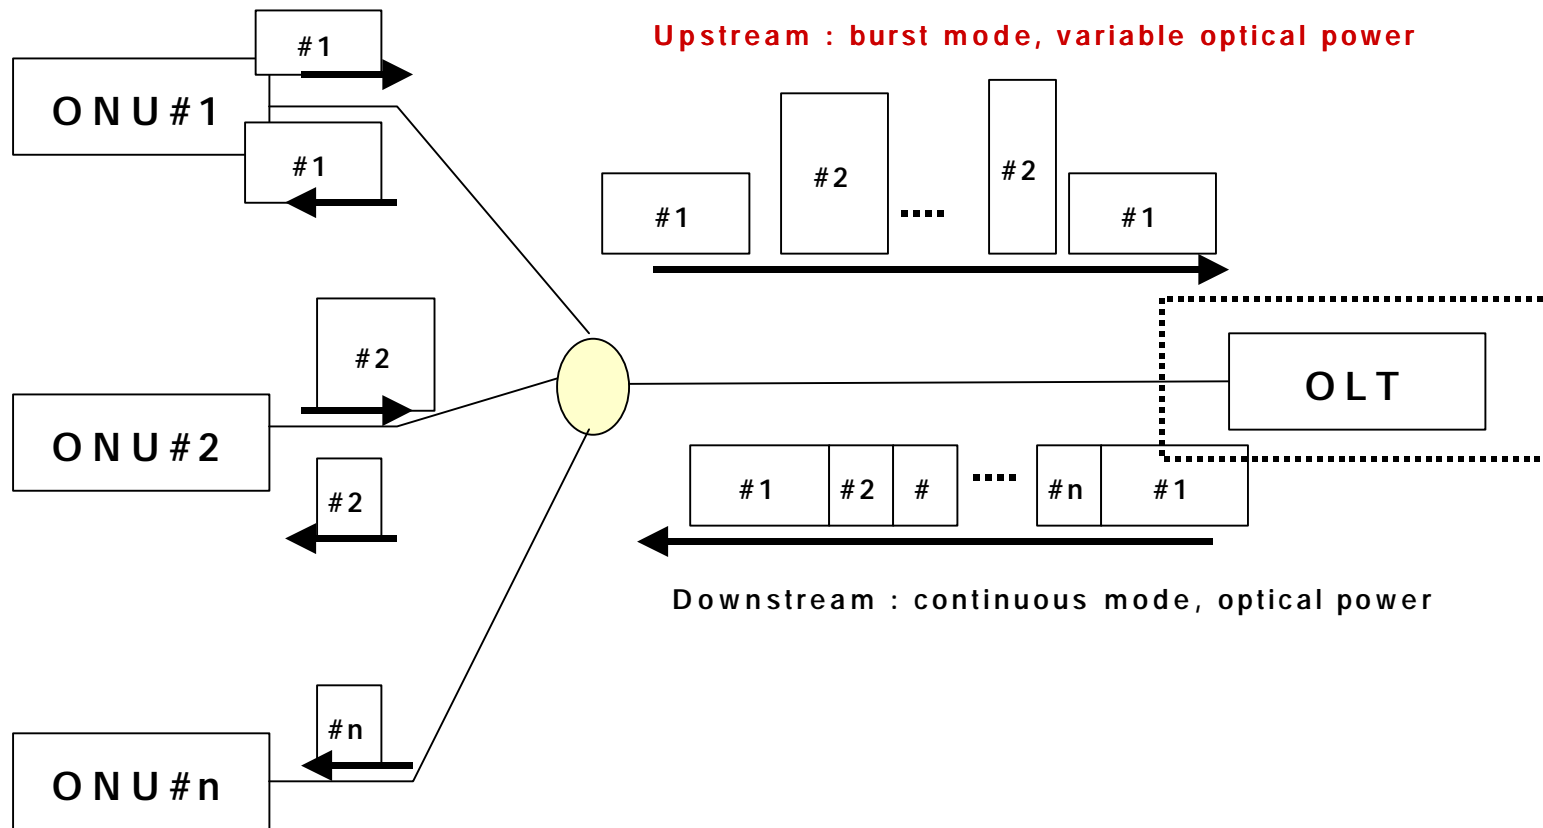 #1
Upstream : burst mode, variable optical power
ONU#1
#1
#1
#2
#2
#1
#2
ONU#2
#2
OLT
#1 #2 # #n #1
Downstream : continuous mode, optical power
#n
ONU#n